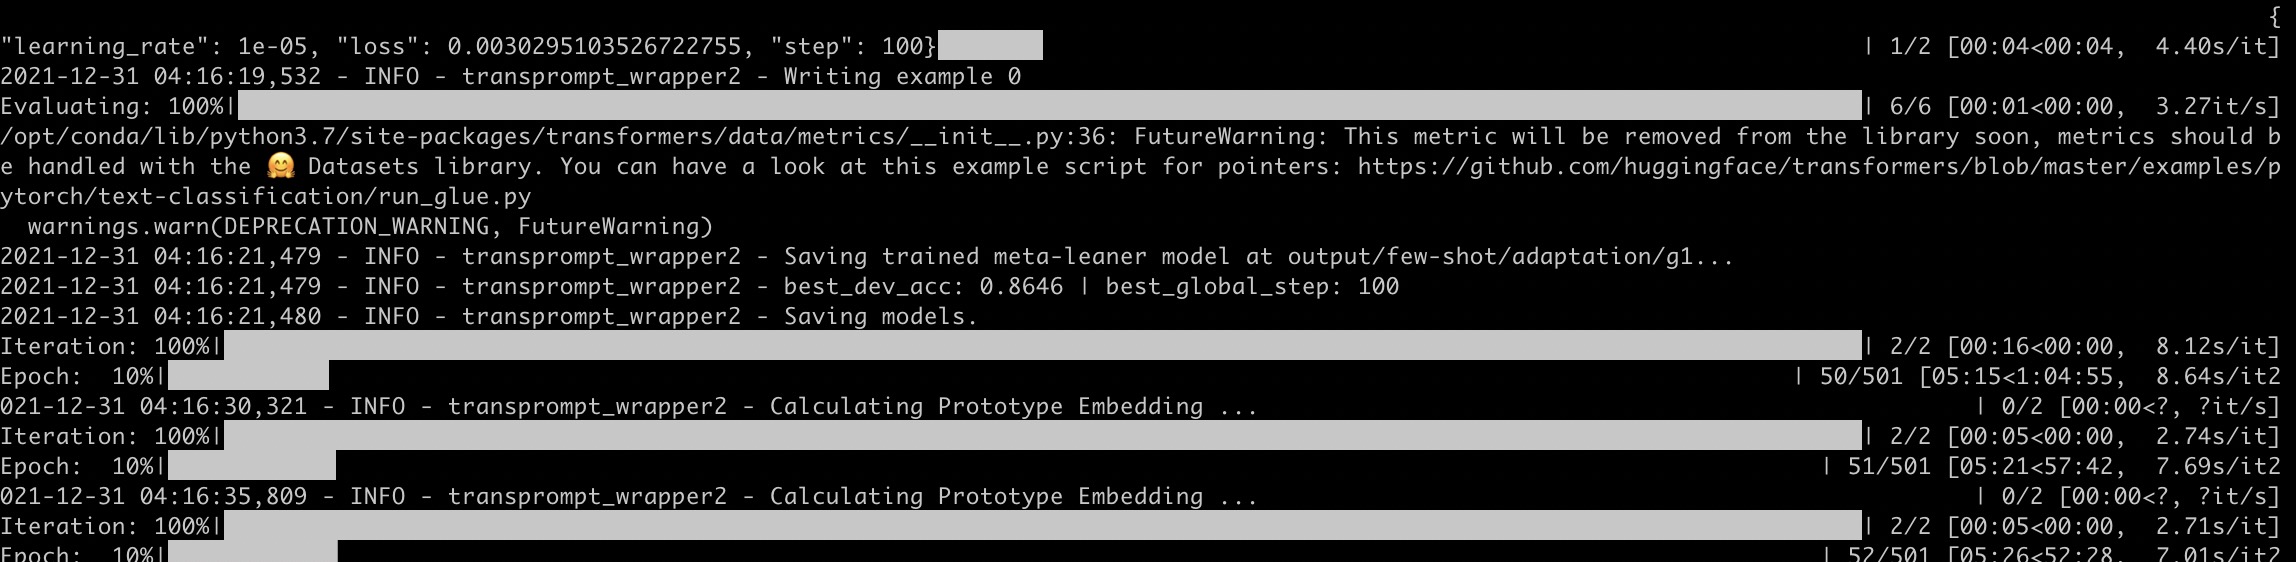 {
"learning_rate": 1e-05, "loss": 0.0030295103526722755, "step": 100} | 1/2 [00:04<00:04,  4.40s/it]
2021-12-31 04:16:19,532 - INFO - transprompt_wrapper2 - Writing example 0
Evaluating: 100%| | 6/6 [00:01<00:00,  3.27it/s]
/opt/conda/lib/python3.7/site-packages/transformers/data/metrics/__init__.py:36: FutureWarning: This metric will be removed from the library soon, metrics should b
e handled with the 🤗 Datasets library. You can have a look at this example script for pointers: https://github.com/huggingface/transformers/blob/master/examples/p
ytorch/text-classification/run_glue.py
  warnings.warn(DEPRECATION_WARNING, FutureWarning)
2021-12-31 04:16:21,479 - INFO - transprompt_wrapper2 - Saving trained meta-leaner model at output/few-shot/adaptation/g1...
2021-12-31 04:16:21,479 - INFO - transprompt_wrapper2 - best_dev_acc: 0.8646 | best_global_step: 100
2021-12-31 04:16:21,480 - INFO - transprompt_wrapper2 - Saving models.
Iteration: 100%| | 2/2 [00:16<00:00,  8.12s/it]
Epoch:  10%| | 50/501 [05:15<1:04:55,  8.64s/it2
021-12-31 04:16:30,321 - INFO - transprompt_wrapper2 - Calculating Prototype Embedding ... | 0/2 [00:00<?, ?it/s]
Iteration: 100%| | 2/2 [00:05<00:00,  2.74s/it]
Epoch:  10%| | 51/501 [05:21<57:42,  7.69s/it2
021-12-31 04:16:35,809 - INFO - transprompt_wrapper2 - Calculating Prototype Embedding ... | 0/2 [00:00<?, ?it/s]
Iteration: 100%| | 2/2 [00:05<00:00,  2.71s/it]
Epoch:  10%| | 52/501 [05:26<52:28,  7.01s/it2